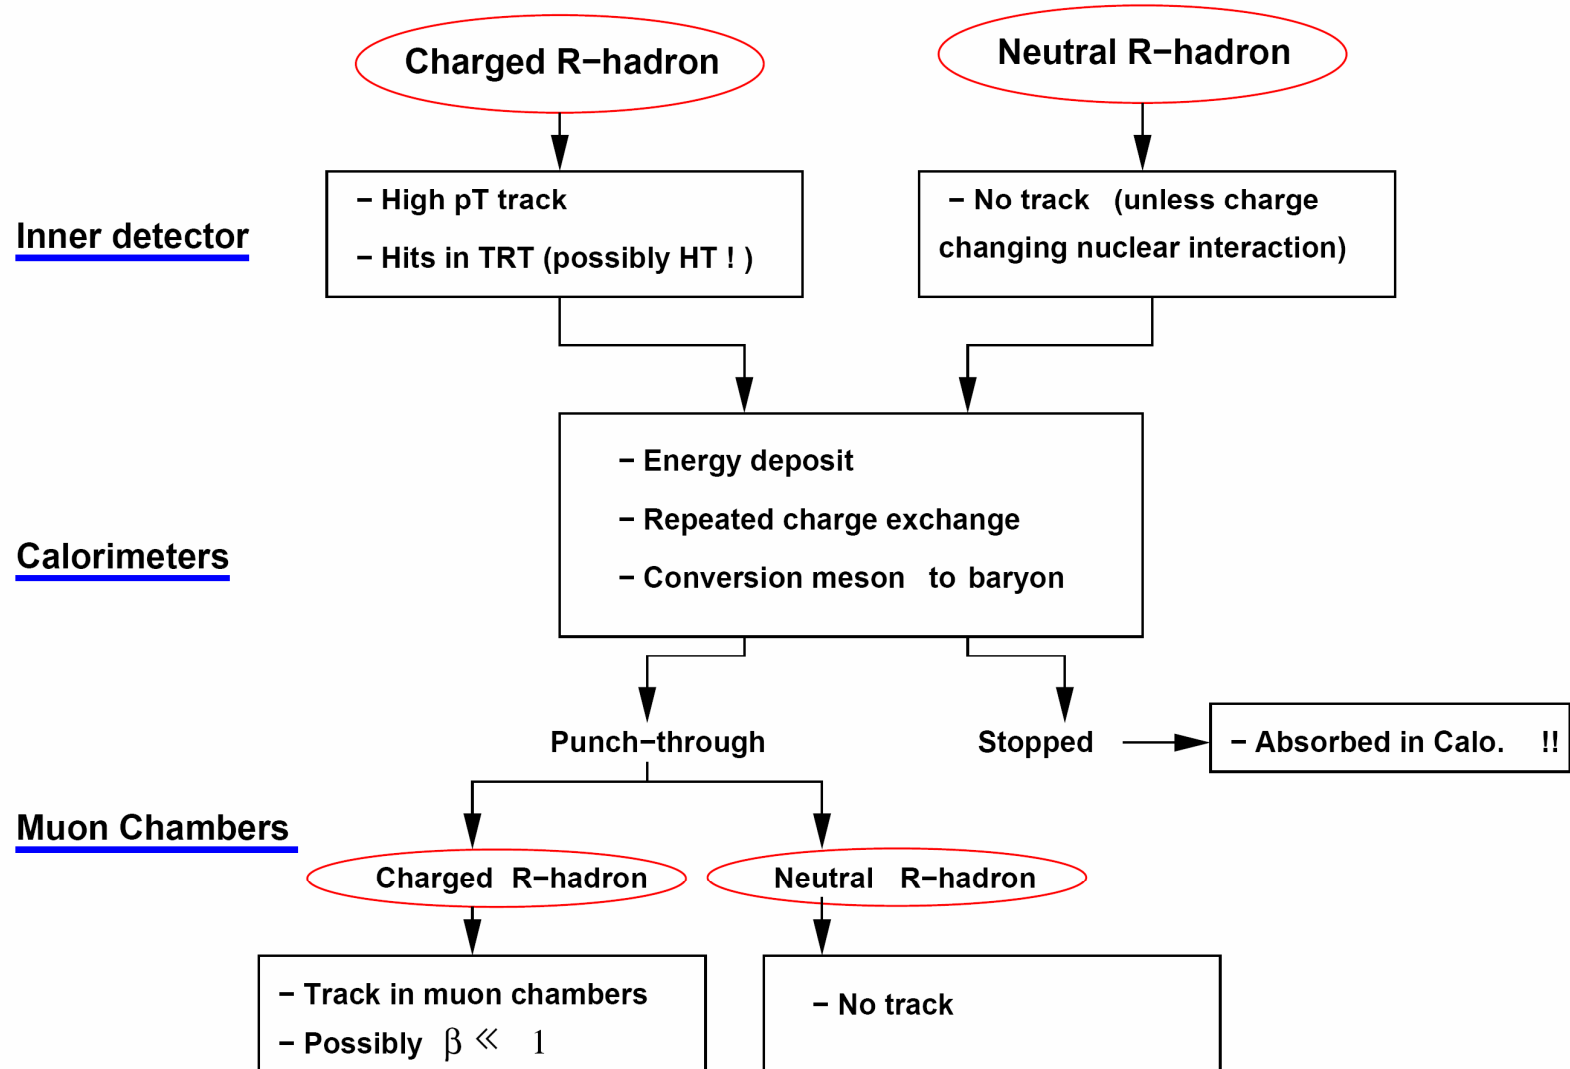 Charged R−hadron
Neutral R−hadron
− High pT track
− Hits in TRT (possibly HT ! )
− No track (unless charge
changing nuclear interaction)
Inner detector
− Energy deposit
− Repeated charge exchange
− Conversion meson to baryon
Calorimeters
Punch−through
Stopped
− Absorbed in Calo. !!
Muon Chambers
Charged R−hadron
Neutral R−hadron
− Track in muon chambers
− Possibly β ≪ 1
− No track